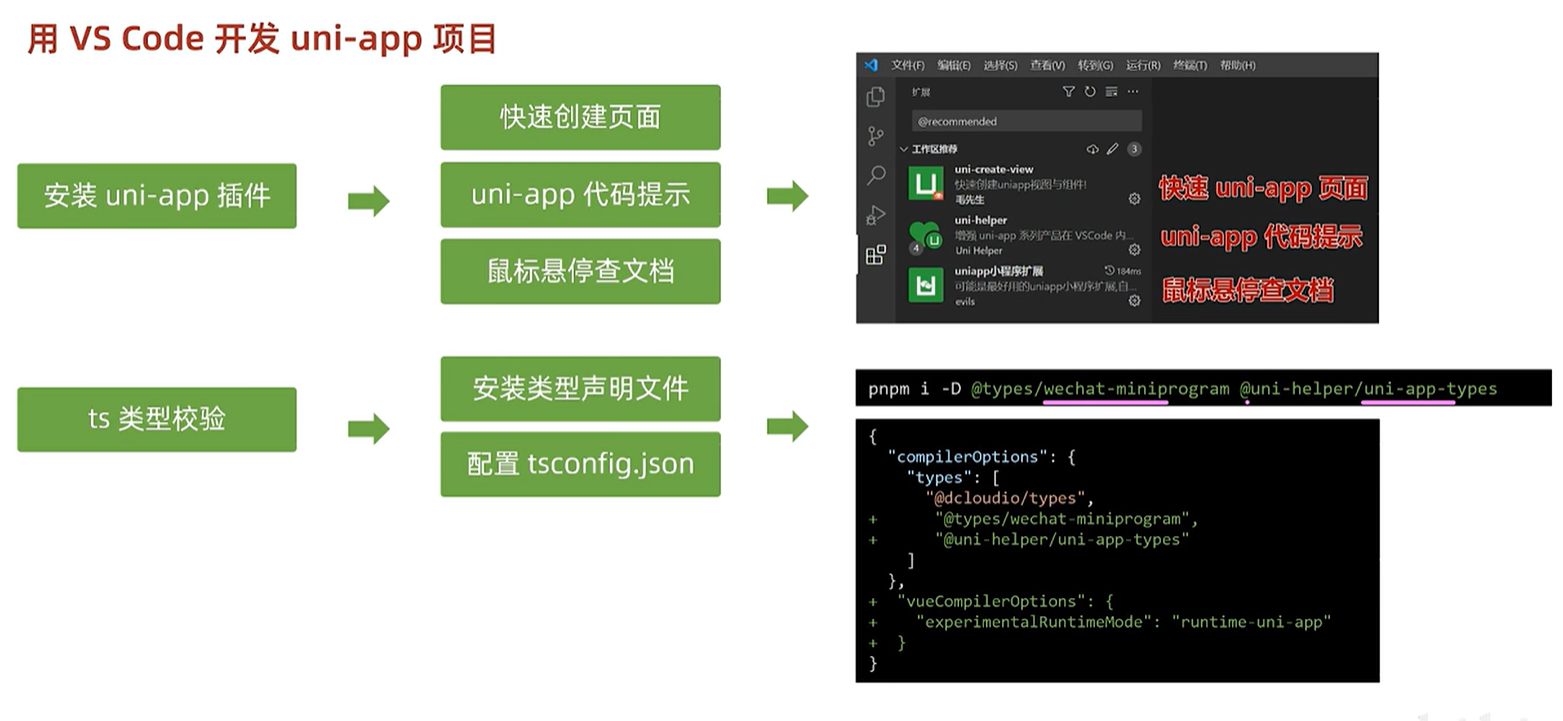 用 VS Code 开发 uni-app 项目
安装 uni-app 插件
快速创建页面
uni-app 代码提示
鼠标悬停查文档
文件(F) 编辑(E) 选择(S) 查看(V) 转到(G) 运行(R) 终端(T) 帮助(H)
扩展
@recommended
工作区推荐 3
uni-create-view
快速创建uniapp视图与组件!
毛先生
uni-helper
增强 uni-app 系列产品在 VSCode 内...
4 Uni Helper
uniapp小程序扩展 184ms
可能是最好用的uniapp小程序扩展,自...
evils
快速 uni-app 页面
uni-app 代码提示
鼠标悬停查文档
ts 类型校验
安装类型声明文件
配置 tsconfig.json
pnpm i -D @types/wechat-miniprogram @uni-helper/uni-app-types
{
"compilerOptions": {
"types": [
"@dcloudio/types",
+ "@types/wechat-miniprogram",
+ "@uni-helper/uni-app-types"
]
},
+ "vueCompilerOptions": {
+ "experimentalRuntimeMode": "runtime-uni-app"
+ }
}